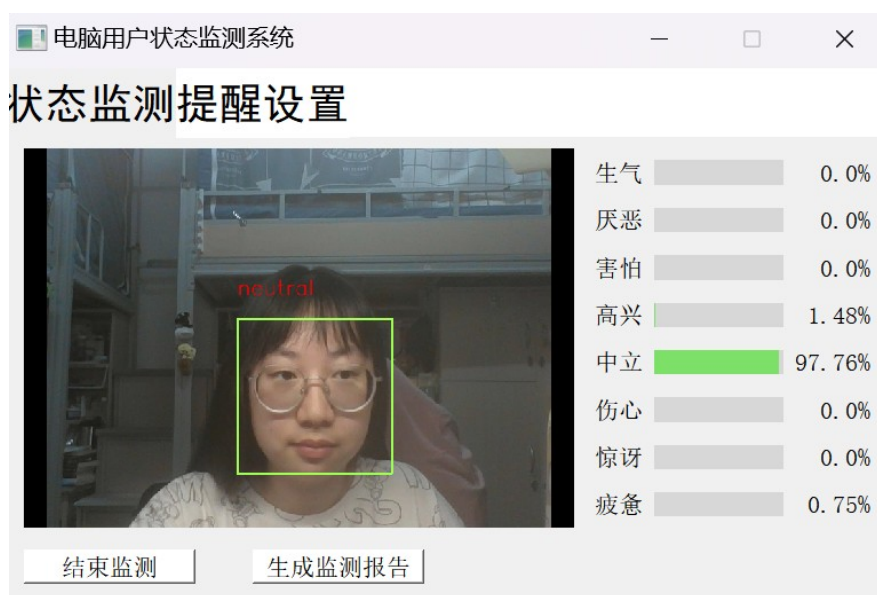 电脑用户状态监测系统
状态监测 提醒设置
neutral
生气 0.0%
厌恶 0.0%
害怕 0.0%
高兴 1.48%
中立 97.76%
伤心 0.0%
惊讶 0.0%
疲惫 0.75%
结束监测 生成监测报告